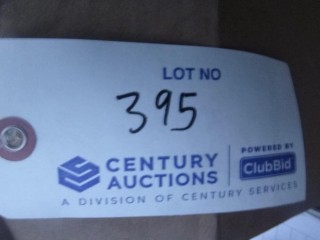 LOT NO
395
CENTURY AUCTIONS
POWERED BY
ClubBid
A DIVISION OF CENTURY SERVICES